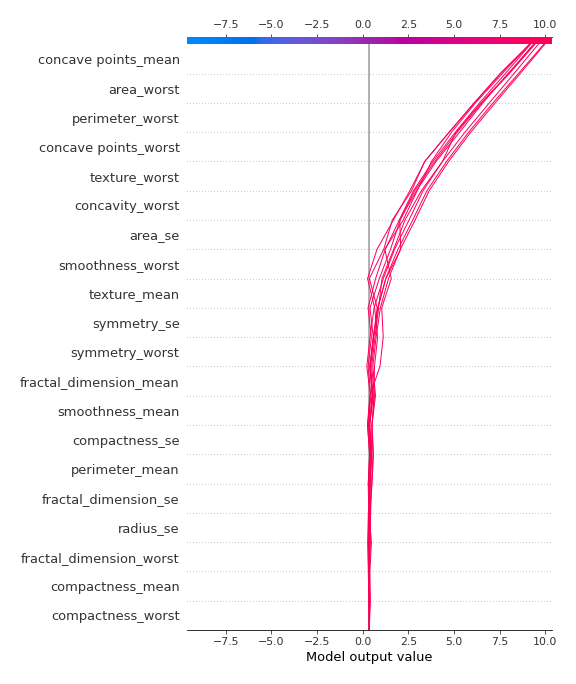 −7.5 −5.0 −2.5 0.0 2.5 5.0 7.5 10.0
concave points_mean
area_worst
perimeter_worst
concave points_worst
texture_worst
concavity_worst
area_se
smoothness_worst
texture_mean
symmetry_se
symmetry_worst
fractal_dimension_mean
smoothness_mean
compactness_se
perimeter_mean
fractal_dimension_se
radius_se
fractal_dimension_worst
compactness_mean
compactness_worst
−7.5 −5.0 −2.5 0.0 2.5 5.0 7.5 10.0
Model output value